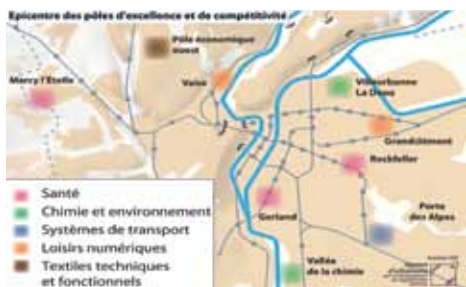 Epicentre des pôles d'excellence et de compétitivité
Pôle économique
ouest
Marcy l'Etoile
Vaise
Villeurbanne
La Doua
Grandclément
Rockfeller
Gerland
Porte
des Alpes
Vallée
de la chimie
Santé
Chimie et environnement
Systèmes de transport
Loisirs numériques
Textiles techniques
et fonctionnels